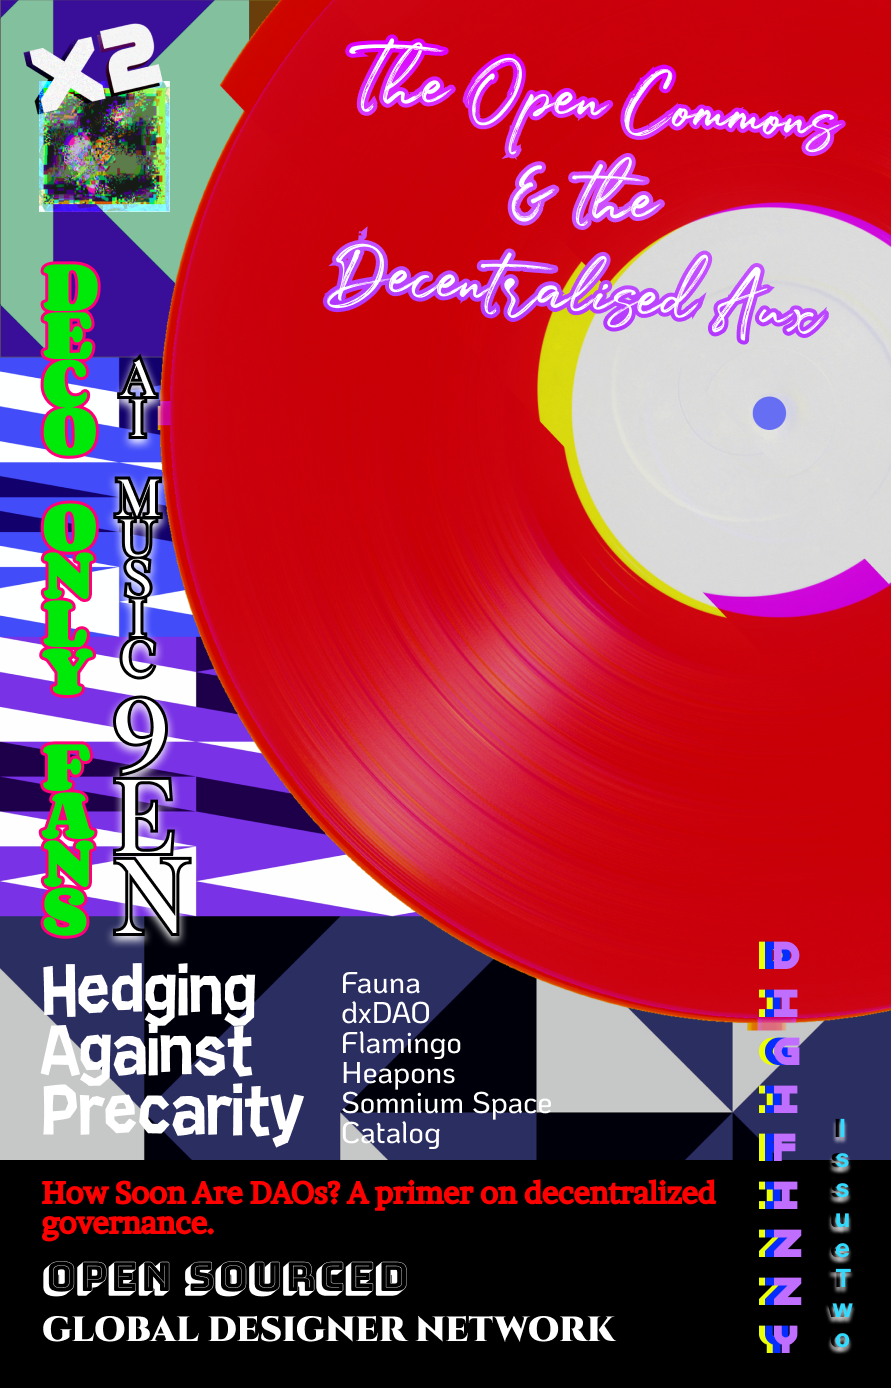 X2
The Open Commons
& the
Decentralised Aux
DECO ONLY FANS
AI MUSIC 9EN
Hedging
Against
Precarity
Fauna
dxDAO
Flamingo
Heapons
Somnium Space
Catalog
How Soon Are DAOs? A primer on decentralized
governance.
OPEN SOURCED
GLOBAL DESIGNER NETWORK
DIGIFIZZY
IssueTwo